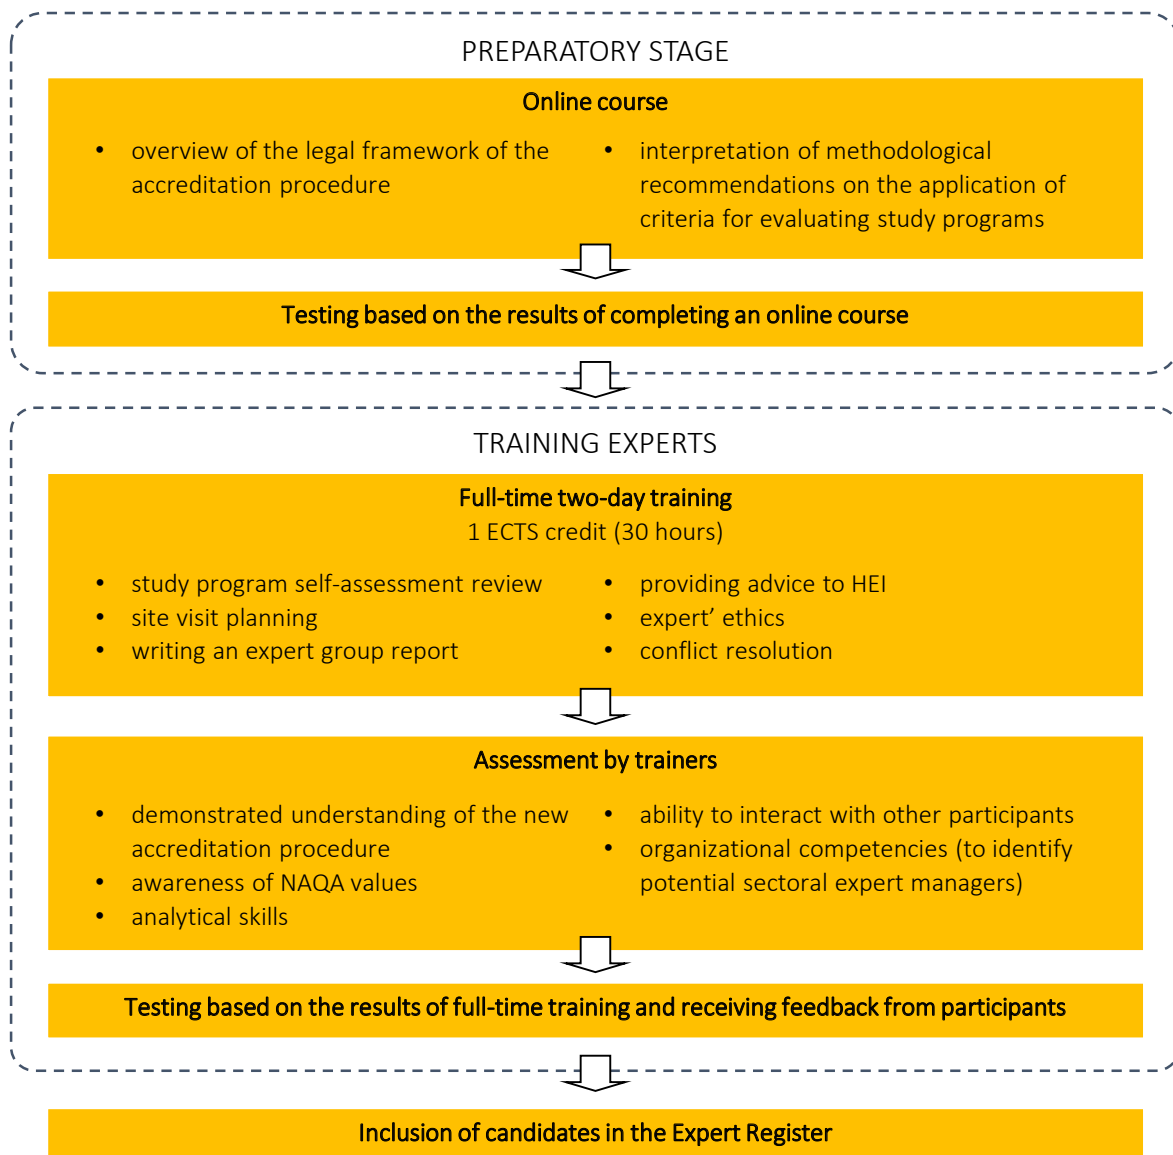 PREPARATORY STAGE
Online course
• overview of the legal framework of the
accreditation procedure
• interpretation of methodological
recommendations on the application of
criteria for evaluating study programs
Testing based on the results of completing an online course
TRAINING EXPERTS
Full-time two-day training
1 ECTS credit (30 hours)
• study program self-assessment review
• site visit planning
• writing an expert group report
• providing advice to HEI
• expert’ ethics
• conflict resolution
Assessment by trainers
• demonstrated understanding of the new
accreditation procedure
• awareness of NAQA values
• analytical skills
• ability to interact with other participants
• organizational competencies (to identify
potential sectoral expert managers)
Testing based on the results of full-time training and receiving feedback from participants
Inclusion of candidates in the Expert Register